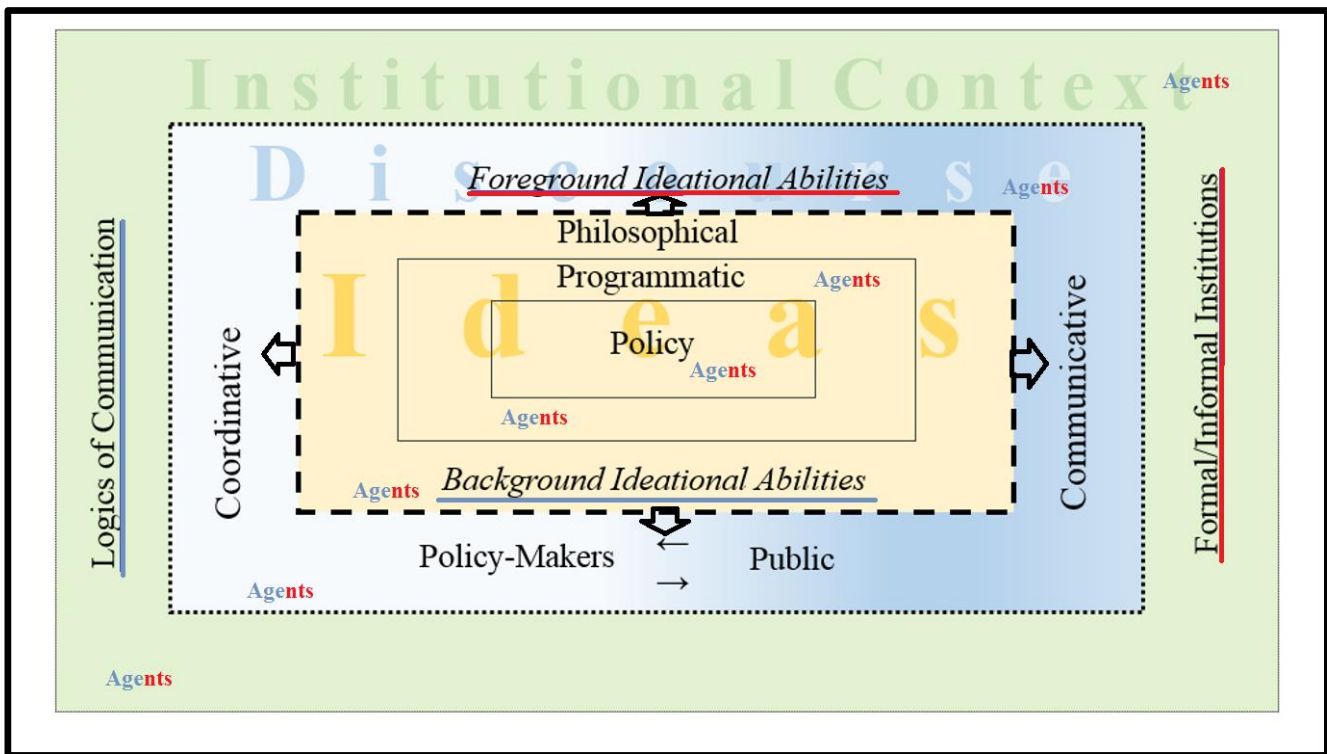 Institutional Context
Agents
Discourse
Foreground Ideational Abilities
Agents
Philosophical
Programmatic
Agents
Ideas
Policy
Agents
Agents
Background Ideational Abilities
Agents
Coordinative
Communicative
Logics of Communication
Formal/Informal Institutions
Policy-Makers ← Public
→
Agents
Agents